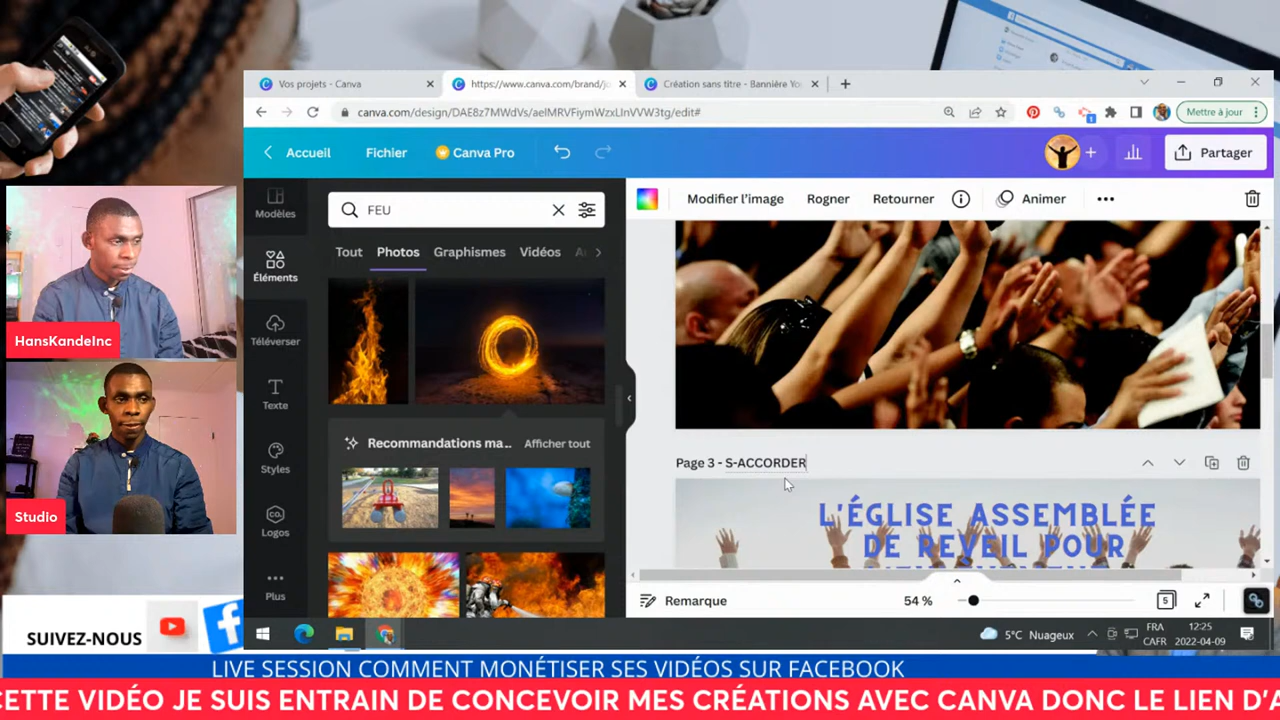 Vos projets - Canva
https://www.canva.com/brand/jo
Création sans titre - Bannière Yo
canva.com/design/DAE8z7MWdVs/aelMRVFiymWzxLInVVW3tg/edit#
Mettre à jour
Accueil
Fichier
Canva Pro
Partager
Modèles
Éléments
Téléverser
Texte
Styles
Logos
Plus
FEU
Tout
Photos
Graphismes
Vidéos
Recommandations ma...
Afficher tout
Modifier l'image
Rogner
Retourner
Animer
Page 3 - S-ACCORDER
L'ÉGLISE ASSEMBLÉE
DE REVEIL POUR
Remarque
54 %
5
HansKandeInc
Studio
5°C Nuageux
FRA
CAFR
12:25
2022-04-09
SUIVEZ-NOUS
LIVE SESSION COMMENT MONÉTISER SES VIDÉOS SUR FACEBOOK
CETTE VIDÉO JE SUIS ENTRAIN DE CONCEVOIR MES CRÉATIONS AVEC CANVA DONC LE LIEN D'A